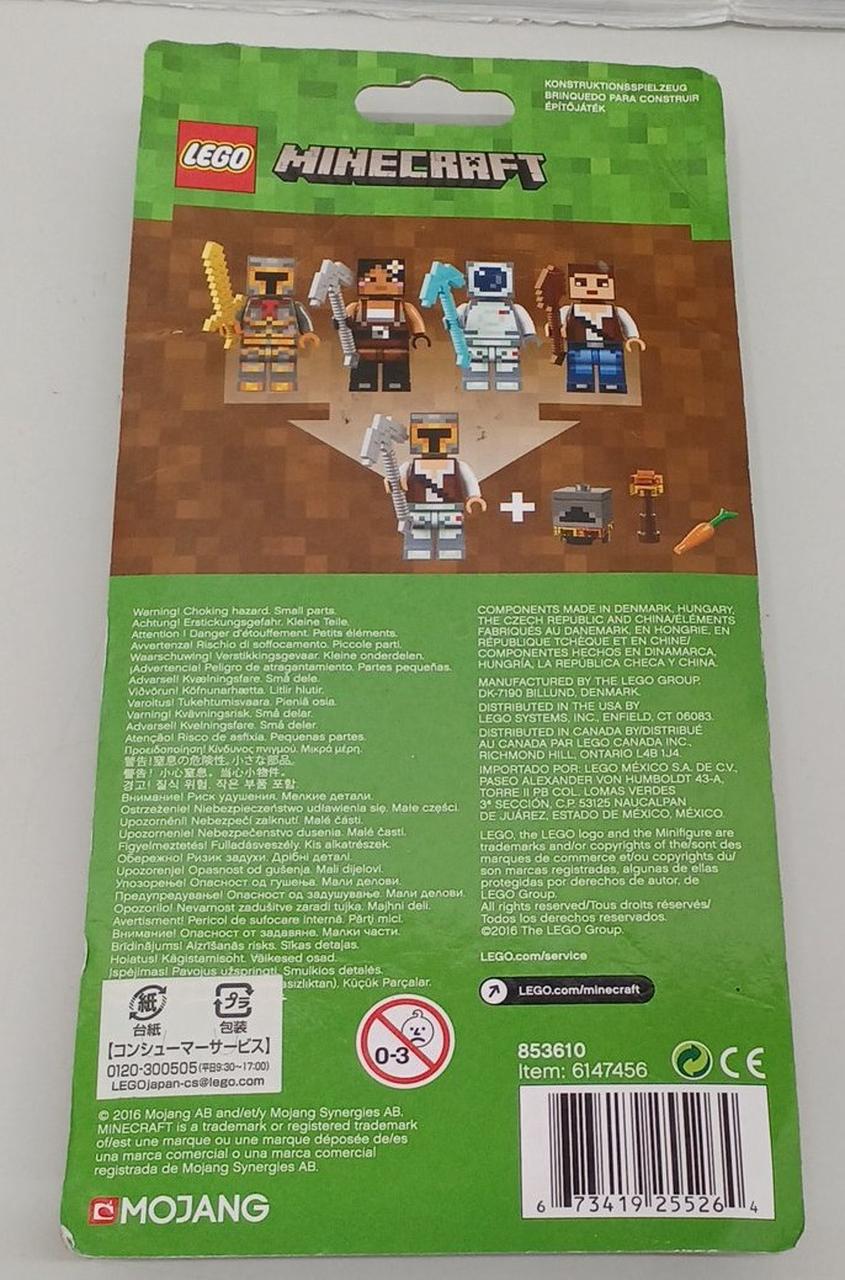 KONSTRUKTIONSSPIELZEUG
BRINQUEDO PARA CONSTRUIR
ÉPÍTŐJÁTÉK
LEGO
MINECRAFT
+
Warning! Choking hazard. Small parts.
Achtung! Erstickungsgefahr. Kleine Teile.
Attention ! Danger d'étouffement. Petits éléments.
Avvertenza! Rischio di soffocamento. Piccole parti.
Waarschuwing! Verstikkingsgevaar. Kleine onderdelen.
¡Advertencia! Peligro de atragantamiento. Partes pequeñas.
Advarsel! Kvælningsfare. Små dele.
Viðvörun! Köfnunarhætta. Litlir hlutir.
Varoitus! Tukehtumisvaara. Pieniä osia.
Varning! Kvävningsrisk. Små delar.
Advarsel! Kvelningsfare. Små deler.
Atenção! Risco de asfixia. Pequenas partes.
Προειδοποίηση! Κίνδυνος πνιγμού. Μικρά μέρη.
警告!窒息の危険性。小さな部品。
警告! 小心窒息。当心小物件。
경고! 질식 위험. 작은 부품 포함.
Внимание! Риск удушения. Мелкие детали.
Ostrzeżenie! Niebezpieczeństwo udławienia się. Małe części.
Upozornění! Nebezpečí zalknutí. Malé části.
Upozornenie! Nebezpečenstvo dusenia. Malé časti.
Figyelmeztetés! Fulladásveszély. Kis alkatrészek.
Обережно! Ризик задухи. Дрібні деталі.
Upozorenje! Opasnost od gušenja. Mali dijelovi.
Упозорење! Опасност од гушења. Мали делови.
Предупредување! Опасност од задушување. Мали делови.
Opozorilo! Nevarnost zadušitve zaradi tujka. Majhni deli.
Avertisment! Pericol de sufocare internă. Părţi mici.
Внимание! Опасност от задавяне. Малки части.
Brīdinājums! Aizrīšanās risks. Sīkas detaļas.
Hoiatus! Kägistamisoht. Väikesed osad.
Įspėjimas! Pavojus užspringti. Smulkios detalės.
asızlıktan). Küçük Parçalar.
紙
台紙
プラ
包装
【コンシューマーサービス】
0120-300505(平日9:30~17:00)
LEGOjapan-cs@lego.com
0-3
© 2016 Mojang AB and/et/y Mojang Synergies AB.
MINECRAFT is a trademark or registered trademark
of/est une marque ou une marque déposée de/es
una marca comercial o una marca comercial
registrada de Mojang Synergies AB.
MOJANG
COMPONENTS MADE IN DENMARK, HUNGARY,
THE CZECH REPUBLIC AND CHINA/ÉLÉMENTS
FABRIQUÉS AU DANEMARK, EN HONGRIE, EN
RÉPUBLIQUE TCHÈQUE ET EN CHINE/
COMPONENTES HECHOS EN DINAMARCA,
HUNGRÍA, LA REPÚBLICA CHECA Y CHINA.
MANUFACTURED BY THE LEGO GROUP,
DK-7190 BILLUND, DENMARK.
DISTRIBUTED IN THE USA BY
LEGO SYSTEMS, INC., ENFIELD, CT 06083.
DISTRIBUTED IN CANADA BY/DISTRIBUÉ
AU CANADA PAR LEGO CANADA INC.,
RICHMOND HILL, ONTARIO L4B 1J4.
IMPORTADO POR: LEGO MÉXICO S.A. DE C.V.,
PASEO ALEXANDER VON HUMBOLDT 43-A,
TORRE II PB COL. LOMAS VERDES
3ª SECCIÓN, C.P. 53125 NAUCALPAN
DE JUÁREZ, ESTADO DE MÉXICO, MÉXICO.
LEGO, the LEGO logo and the Minifigure are
trademarks and/or copyrights of the/sont des
marques de commerce et/ou copyrights du/
son marcas registradas, algunas de ellas
protegidas por derechos de autor, de
LEGO Group.
All rights reserved/Tous droits réservés/
Todos los derechos reservados.
©2016 The LEGO Group.
LEGO.com/service
LEGO.com/minecraft
853610
Item: 6147456
CE
6 73419 25526 4